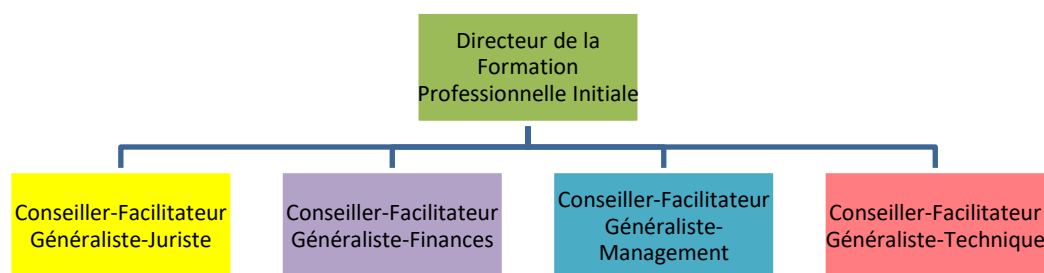 Directeur de la
Formation
Professionnelle Initiale
Conseiller-Facilitateur
Généraliste-Juriste
Conseiller-Facilitateur
Généraliste-Finances
Conseiller-Facilitateur
Généraliste-
Management
Conseiller-Facilitateur
Généraliste-Technique